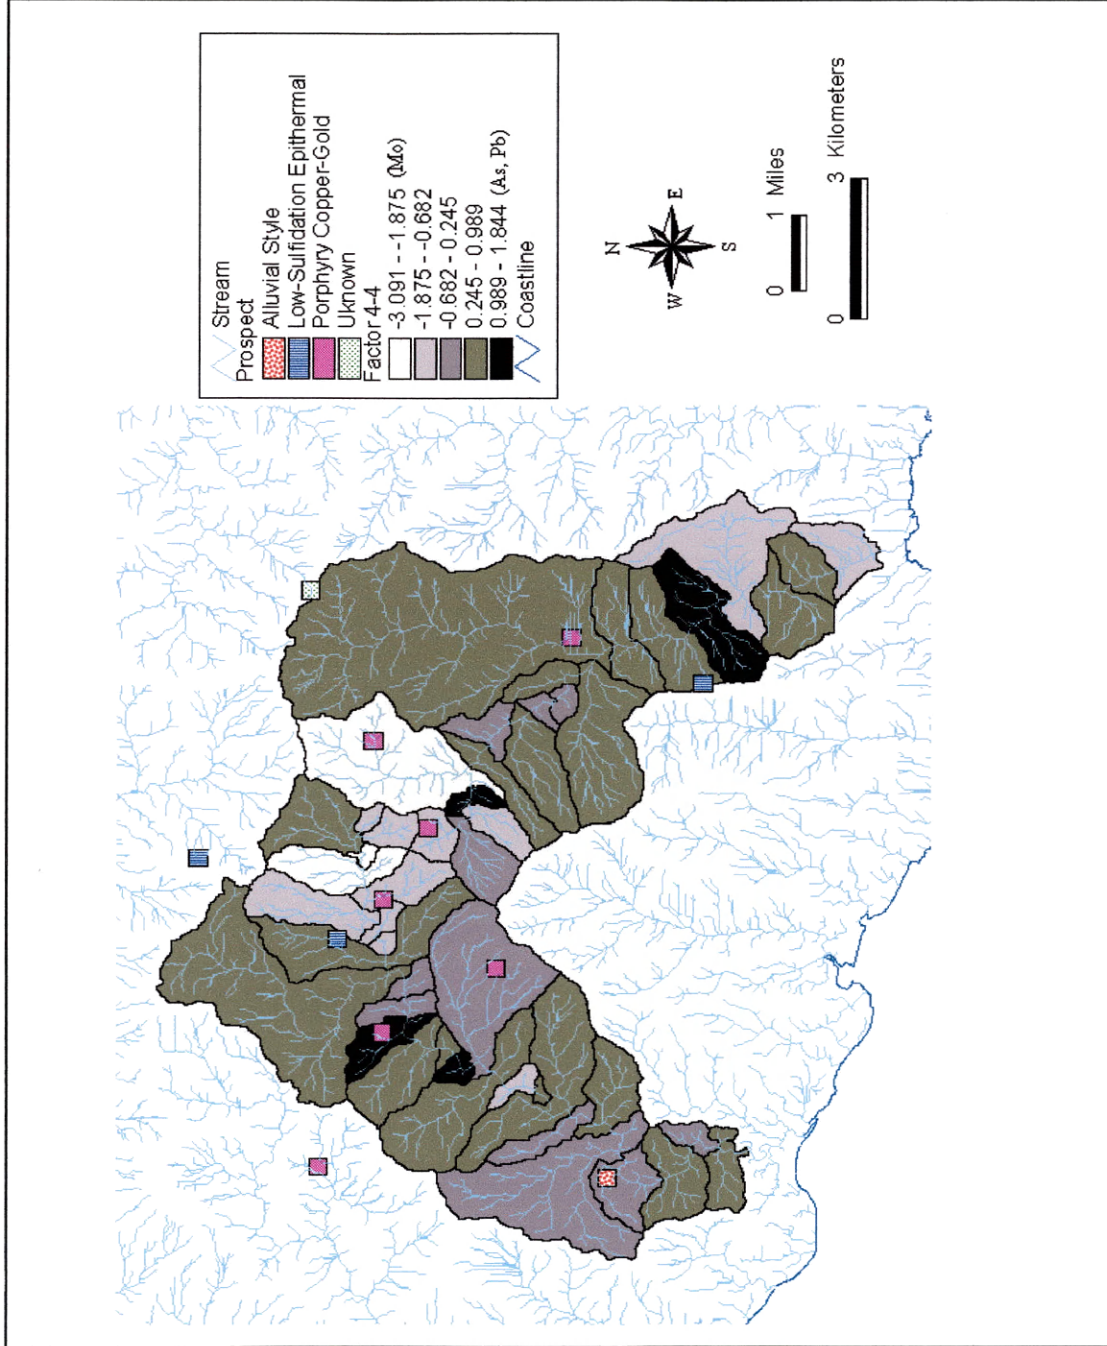 Stream
Prospect
Alluvial Style
Low-Sulfidation Epithermal
Porphyry Copper-Gold
Uknown
Factor 4-4
-3.091 - -1.875 (Mo)
-1.875 - -0.682
-0.682 - 0.245
0.245 - 0.989
0.989 - 1.844 (As, Pb)
Coastline
N
W
E
S
0 1 Miles
0 3 Kilometers